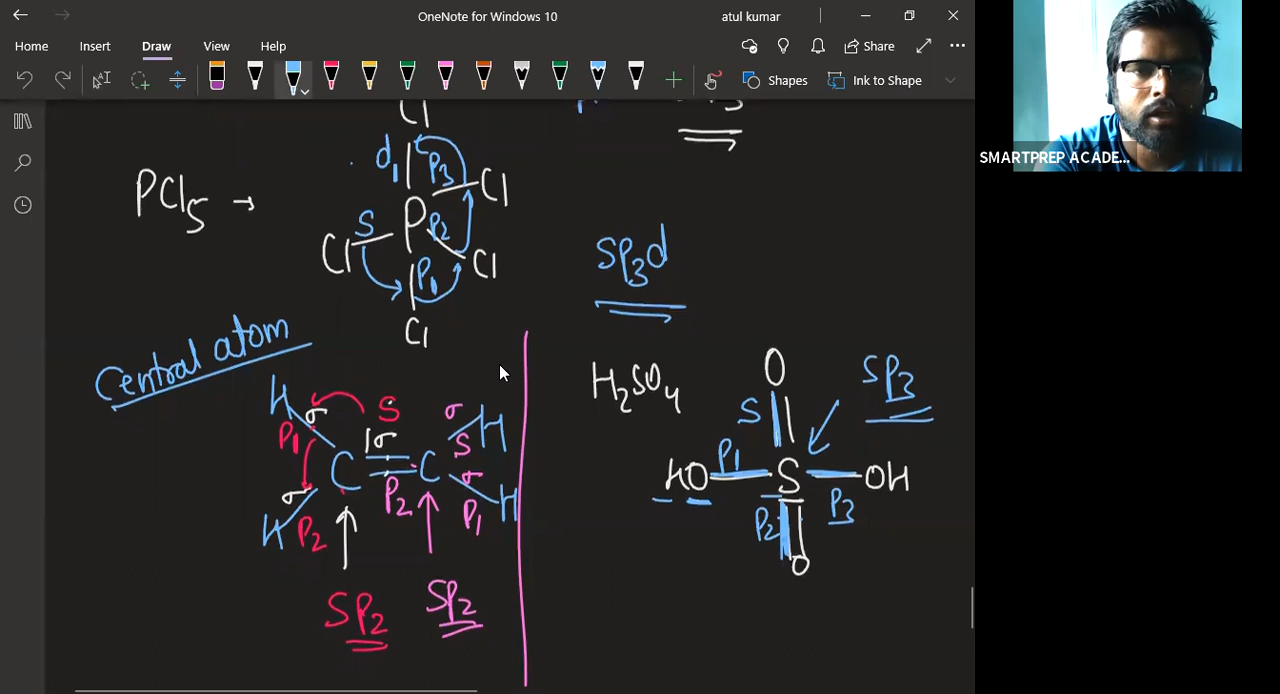 OneNote for Windows 10
atul kumar
Home Insert Draw View Help
Share
Shapes
Ink to Shape
SMARTPREP ACADE...
Cl
PCl5 →
d1
P3
Cl
S
P
P2
Cl
Cl
P1
Cl
SP3d
Central atom
H
σ
S
σ
H
P1
1σ
S
C
C
σ
σ
P2
P1
H
P2
H
SP2
SP2
H2SO4
O
SP3
S
P1
HO
S
OH
P2
P3
O